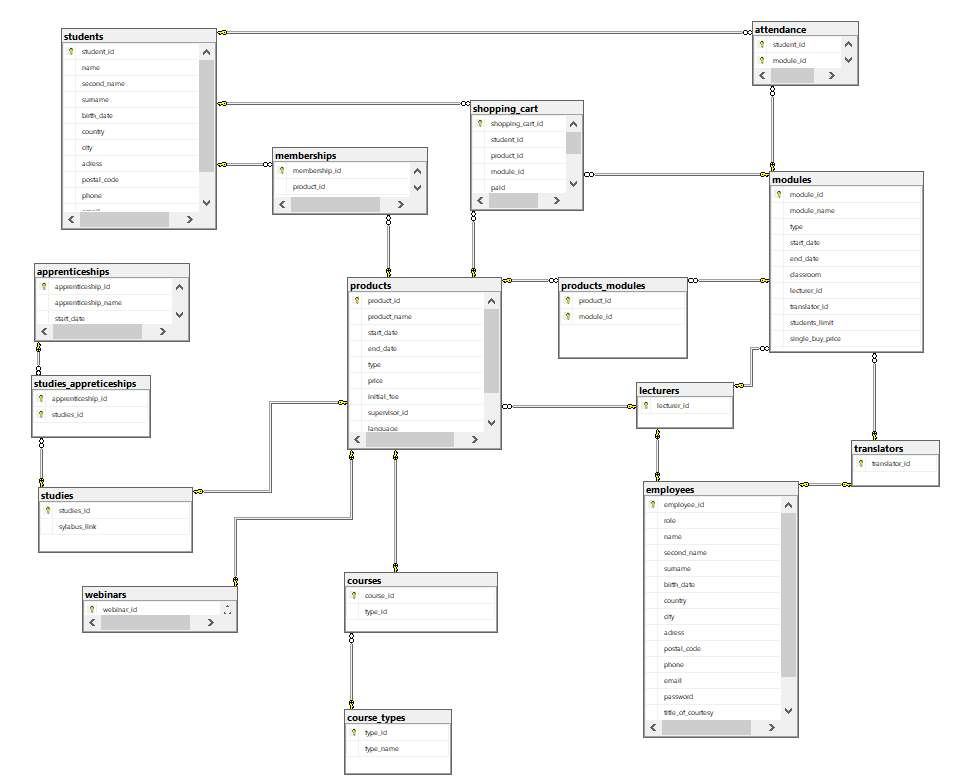 students
student_id
name
second_name
surname
birth_date
country
city
adress
postal_code
phone
attendance
student_id
module_id
shopping_cart
shopping_cart_id
student_id
product_id
module_id
paid
memberships
membership_id
product_id
modules
module_id
module_name
type
start_date
end_date
classroom
lecturer_id
translator_id
students_limit
single_buy_price
apprenticeships
apprenticeship_id
apprenticeship_name
start_date
products
product_id
product_name
start_date
end_date
type
price
initial_fee
supervisor_id
language
products_modules
product_id
module_id
studies_appreticeships
apprenticeship_id
studies_id
lecturers
lecturer_id
translators
translator_id
studies
studies_id
sylabus_link
employees
employee_id
role
name
second_name
surname
birth_date
country
city
adress
postal_code
phone
email
password
title_of_courtesy
webinars
webinar_id
courses
course_id
type_id
course_types
type_id
type_name